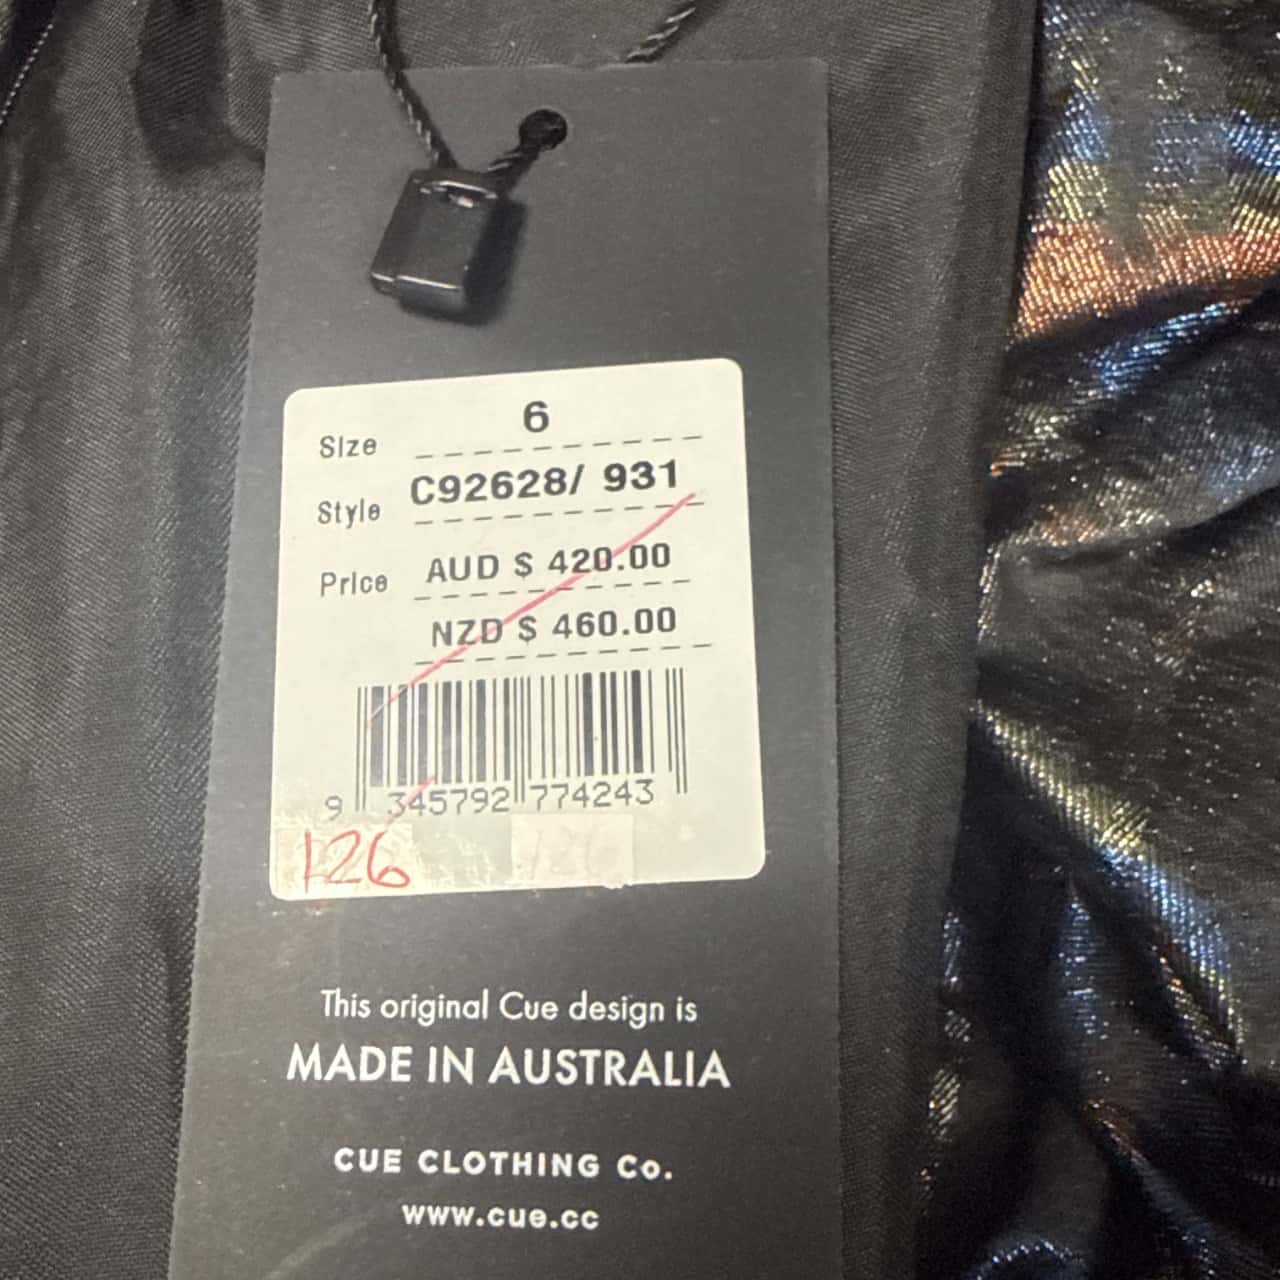 Size 6
Style C92628/ 931
Price AUD $ 420.00
NZD $ 460.00
9 345792 774243
126
126
This original Cue design is
MADE IN AUSTRALIA
CUE CLOTHING Co.
www.cue.cc